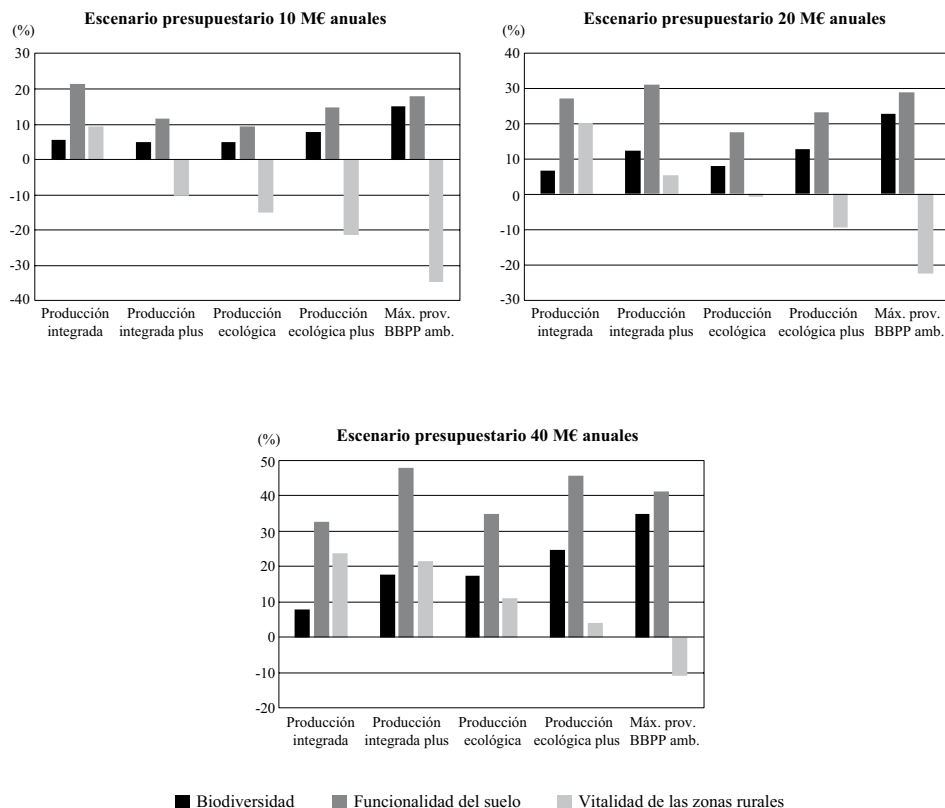 Escenario presupuestario 10 M€ anuales
(%)
30
20
10
0
-10
-20
-30
-40
Producción integrada
Producción integrada plus
Producción ecológica
Producción ecológica plus
Máx. prov. BBPP amb.
Escenario presupuestario 20 M€ anuales
(%)
40
30
20
10
0
-10
-20
-30
Producción integrada
Producción integrada plus
Producción ecológica
Producción ecológica plus
Máx. prov. BBPP amb.
Escenario presupuestario 40 M€ anuales
(%)
50
40
30
20
10
0
-10
-20
Producción integrada
Producción integrada plus
Producción ecológica
Producción ecológica plus
Máx. prov. BBPP amb.
Biodiversidad Funcionalidad del suelo Vitalidad de las zonas rurales